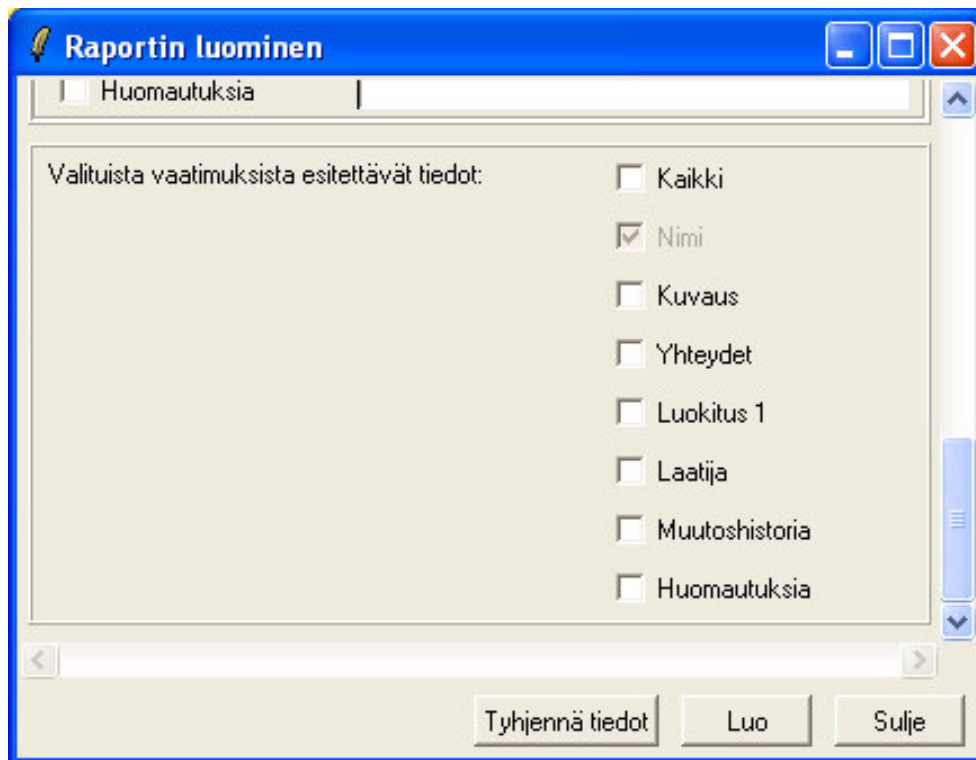 Raportin luominen
Huomautuksia
Valituista vaatimuksista esitettävät tiedot:
Kaikki
Nimi
Kuvaus
Yhteydet
Luokitus 1
Laatija
Muutoshistoria
Huomautuksia
Tyhjennä tiedot
Luo
Sulje